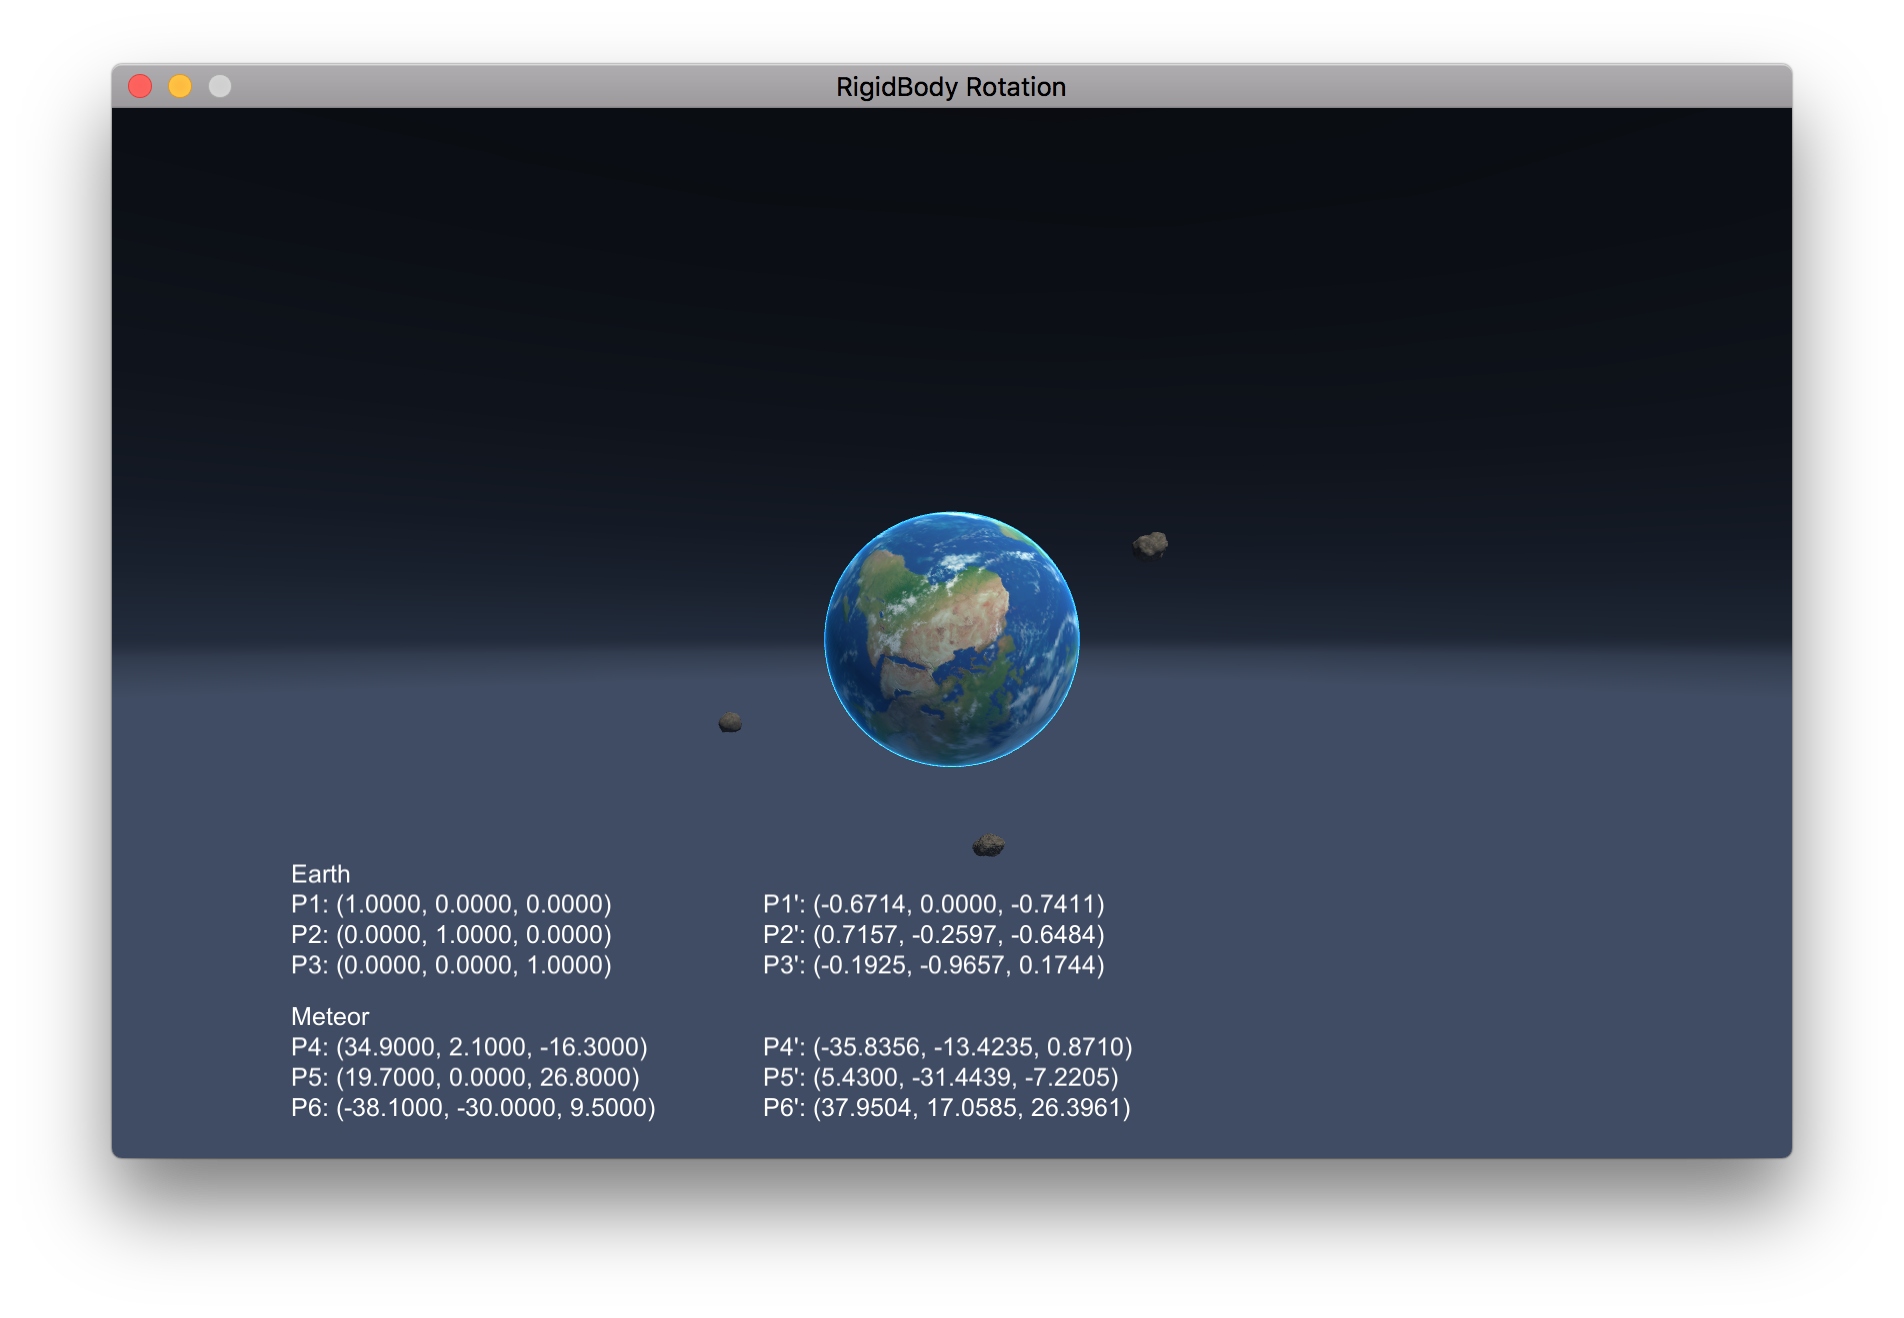 RigidBody Rotation
Earth
P1: (1.0000, 0.0000, 0.0000) P1': (-0.6714, 0.0000, -0.7411)
P2: (0.0000, 1.0000, 0.0000) P2': (0.7157, -0.2597, -0.6484)
P3: (0.0000, 0.0000, 1.0000) P3': (-0.1925, -0.9657, 0.1744)
Meteor
P4: (34.9000, 2.1000, -16.3000) P4': (-35.8356, -13.4235, 0.8710)
P5: (19.7000, 0.0000, 26.8000) P5': (5.4300, -31.4439, -7.2205)
P6: (-38.1000, -30.0000, 9.5000) P6': (37.9504, 17.0585, 26.3961)